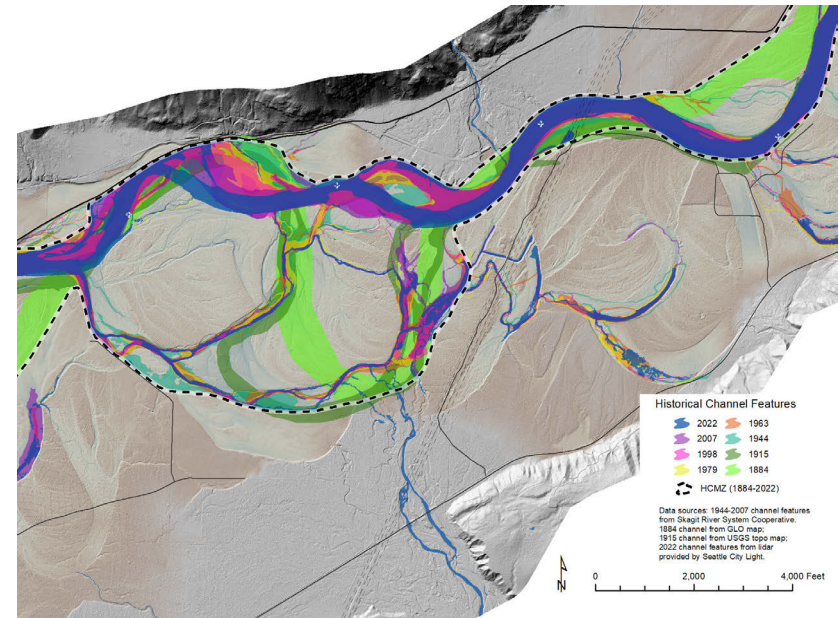 Historical Channel Features
2022 1963
2007 1944
1998 1915
1979 1884
HCMZ (1884-2022)
Data sources: 1944-2007 channel features
from Skagit River System Cooperative.
1884 channel from GLO map;
1915 channel from USGS topo map;
2022 channel features from lidar
provided by Seattle City Light.
N
0 2,000 4,000 Feet